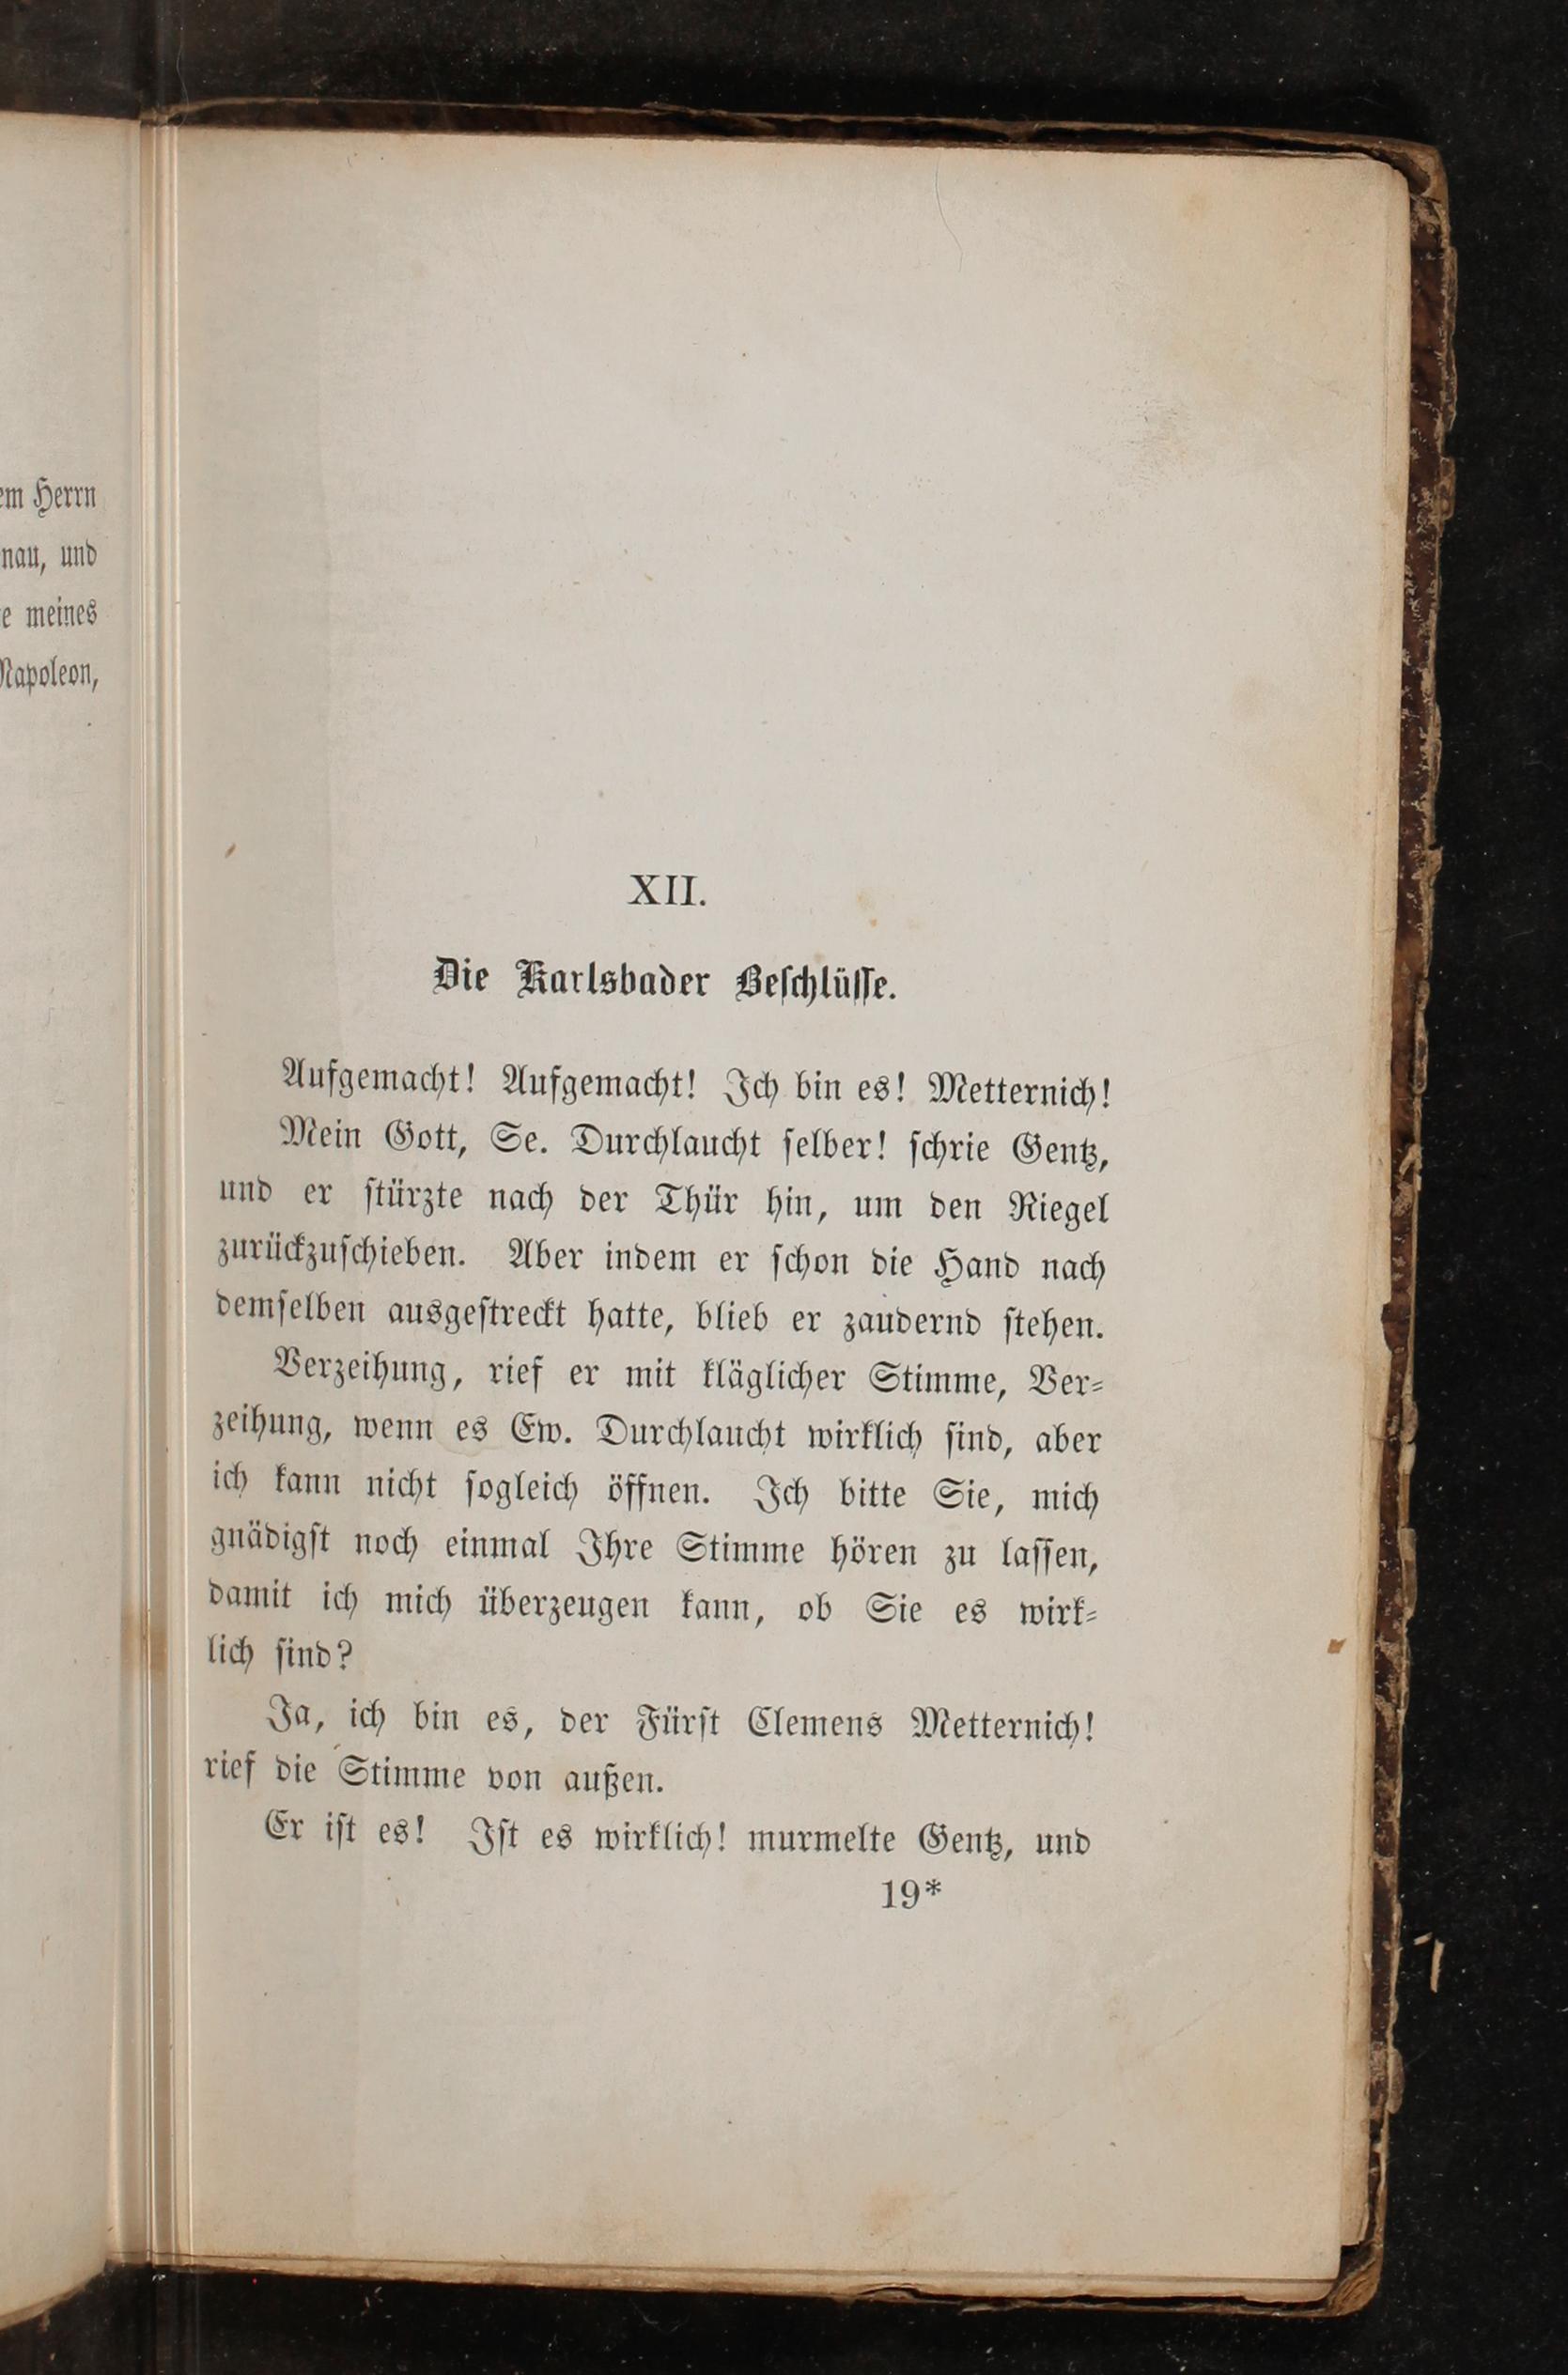 em Herrn
nau, und
e meines
Napoleon,
XII.
Die Karlsbader Beſchlüſſe.
Aufgemacht! Aufgemacht! Ich bin es! Metternich!
Mein Gott, Se. Durchlaucht ſelber! ſchrie Gentz,
und er ſtürzte nach der Thür hin, um den Riegel
zurückzuſchieben. Aber indem er ſchon die Hand nach
demſelben ausgeſtreckt hatte, blieb er zaudernd ſtehen.
Verzeihung, rief er mit kläglicher Stimme, Ver⸗
zeihung, wenn es Ew. Durchlaucht wirklich ſind, aber
ich kann nicht ſogleich öffnen. Ich bitte Sie, mich
gnädigſt noch einmal Ihre Stimme hören zu laſſen,
damit ich mich überzeugen kann, ob Sie es wirk⸗
lich ſind?
Ja, ich bin es, der Fürſt Clemens Metternich!
rief die Stimme von außen.
Er iſt es! Iſt es wirklich! murmelte Gentz, und
19*